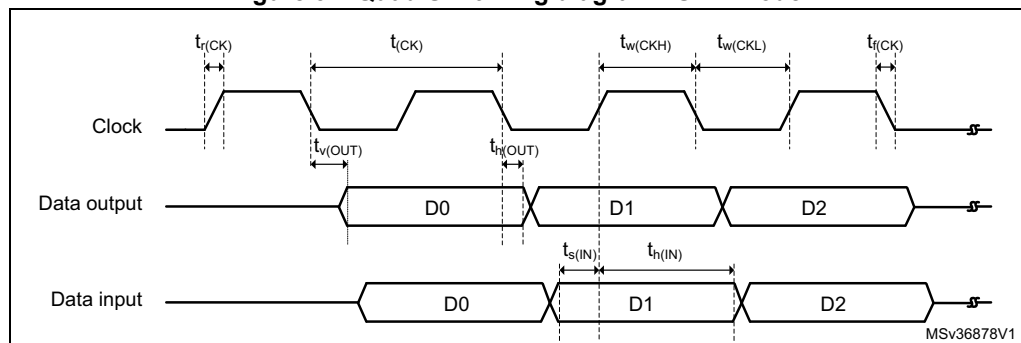 t_r(CK) t_(CK) t_w(CKH) t_w(CKL) t_f(CK)
Clock
t_v(OUT) t_h(OUT)
Data output D0 D1 D2
t_s(IN) t_h(IN)
Data input D0 D1 D2
MSv36878V1